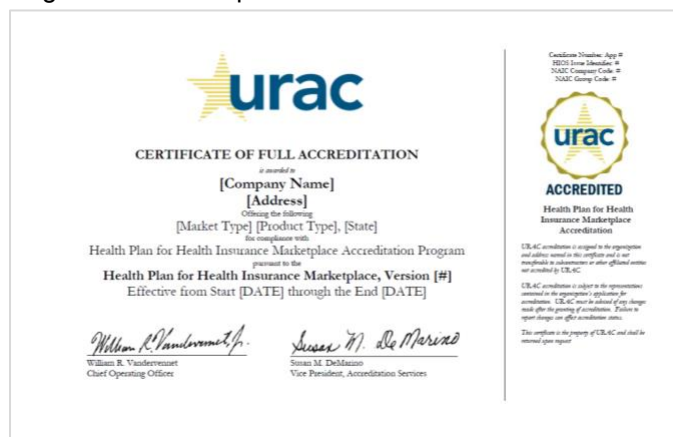 urac
CERTIFICATE OF FULL ACCREDITATION
is awarded to
[Company Name]
[Address]
Offering the following
[Market Type] [Product Type], [State]
for compliance with
Health Plan for Health Insurance Marketplace Accreditation Program
pursuant to the
Health Plan for Health Insurance Marketplace, Version [#]
Effective from Start [DATE] through the End [DATE]
William R. Vandervennet, Jr.
William R. Vandervennet
Chief Operating Officer
Susan M. DeMarino
Susan M. DeMarino
Vice President, Accreditation Services
Certificate Number: App #
HIOS Issuer Identifier: #
NAIC Company Code: #
NAIC Group Code: #
urac
ACCREDITED
Health Plan for Health
Insurance Marketplace
Accreditation
URAC accreditation is assigned to the organization
and address named in this certificate and is not
transferable to subcontractors or other affiliated entities
not accredited by URAC.
URAC accreditation is subject to the representations
contained in the organization's application for
accreditation. URAC must be advised of any changes
made after the granting of accreditation. Failure to
report changes can affect accreditation status.
This certificate is the property of URAC and shall be
returned upon request